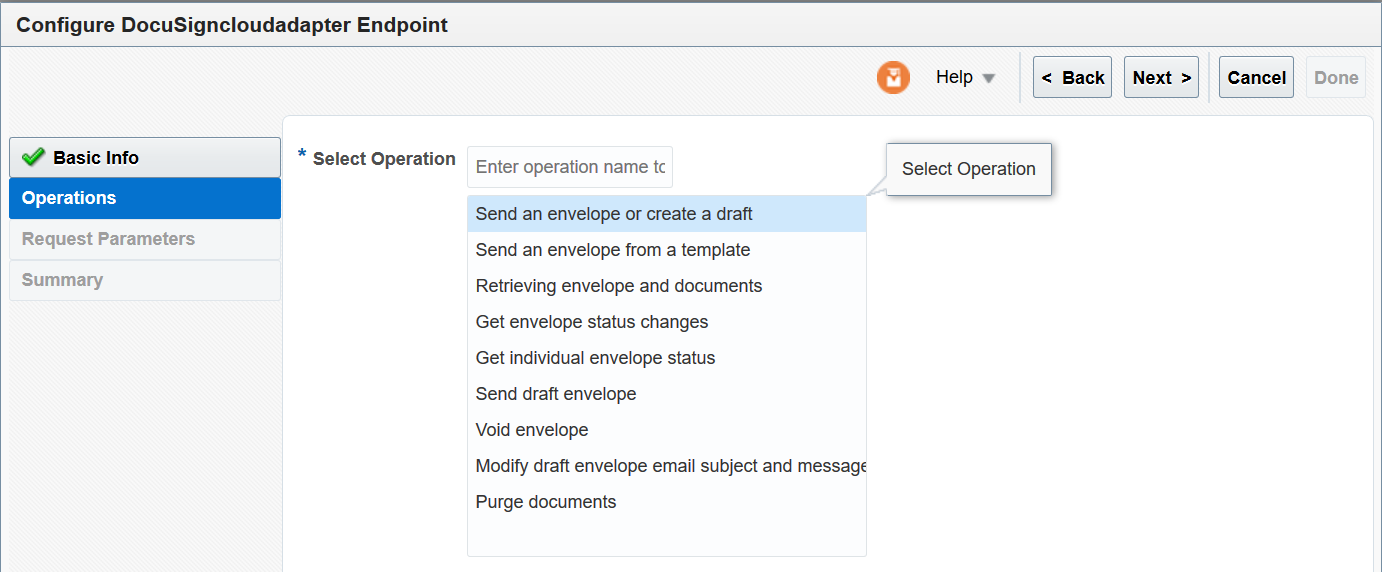 Configure DocuSigncloudadapter Endpoint
Help
< Back
Next >
Cancel
Done
Basic Info
Operations
Request Parameters
Summary
* Select Operation
Enter operation name to
Select Operation
Send an envelope or create a draft
Send an envelope from a template
Retrieving envelope and documents
Get envelope status changes
Get individual envelope status
Send draft envelope
Void envelope
Modify draft envelope email subject and message
Purge documents